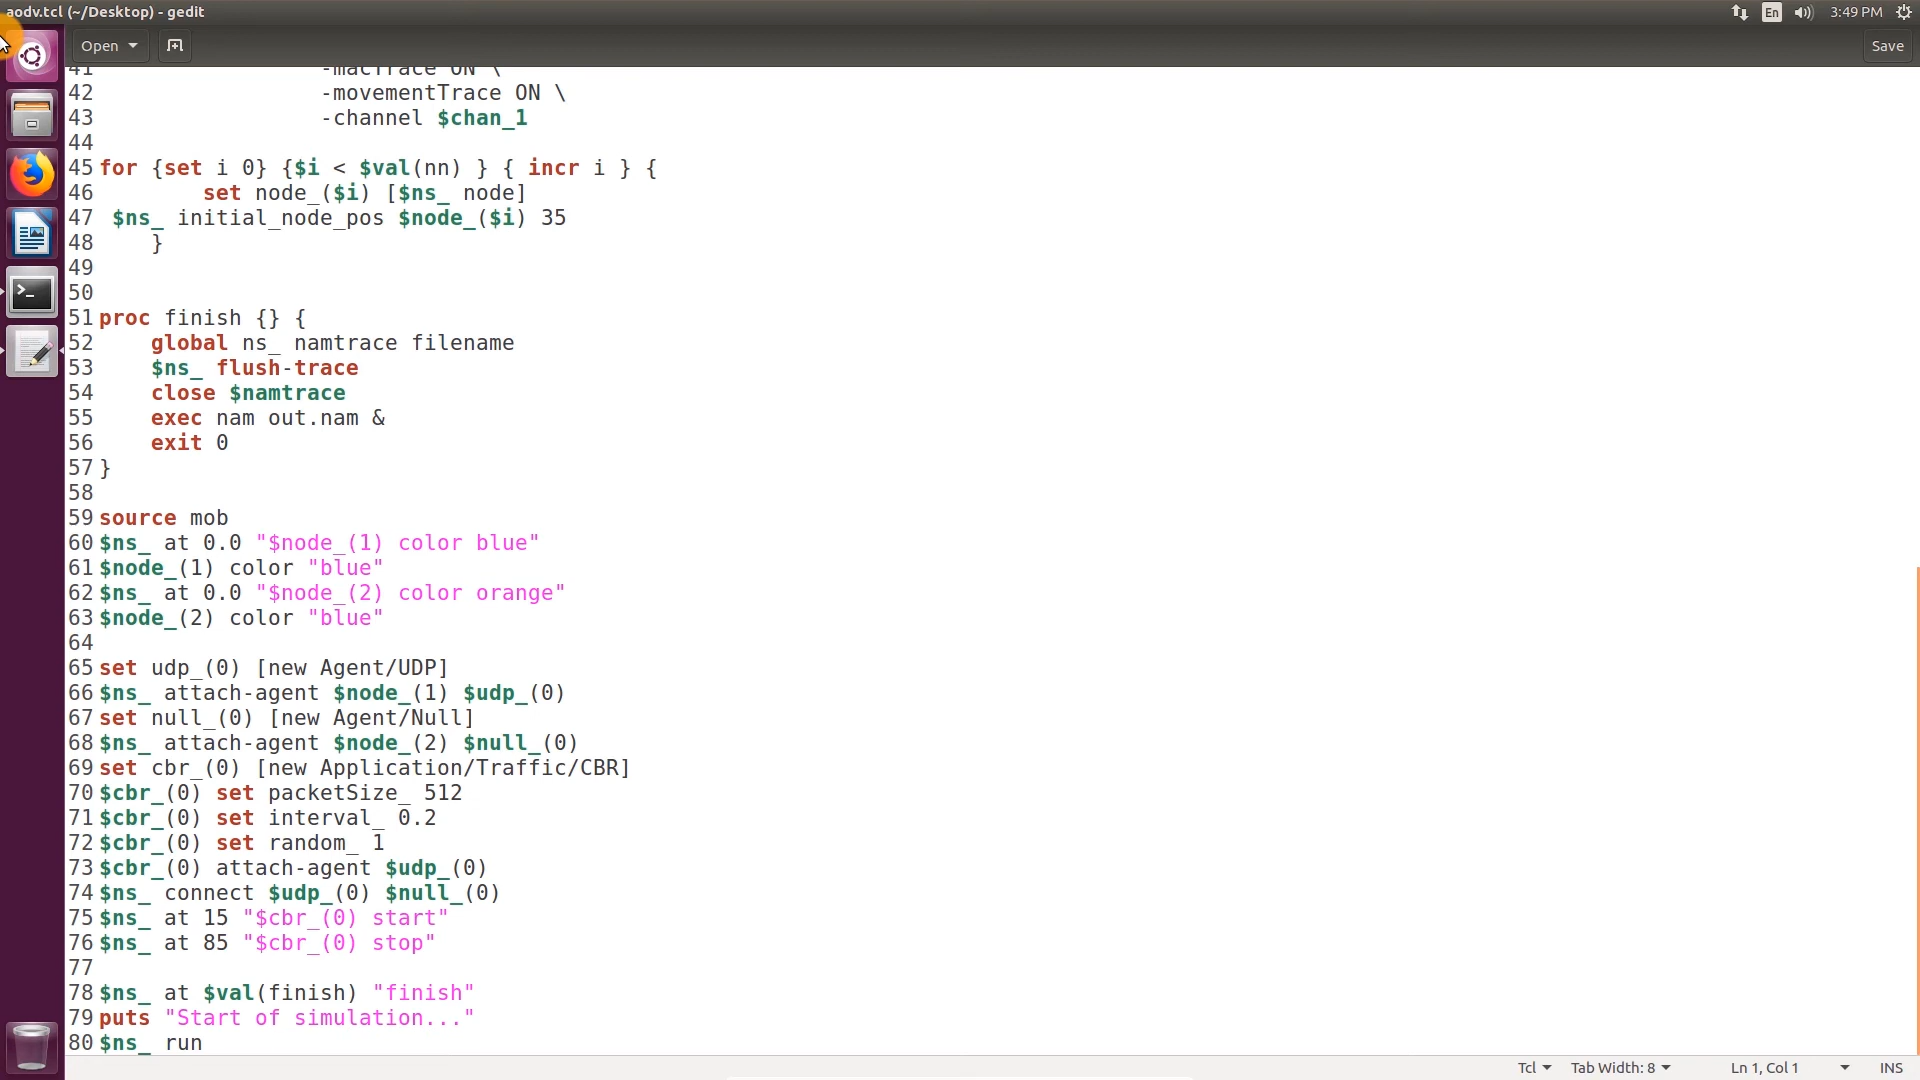 aodv.tcl (~/Desktop) - gedit
En
3:49 PM
Open
Save
41 -macTrace ON \
42 -movementTrace ON \
43 -channel $chan_1
44
45 for {set i 0} {$i < $val(nn) } { incr i } {
46 set node_($i) [$ns_ node]
47 $ns_ initial_node_pos $node_($i) 35
48 }
49
50
51 proc finish {} {
52 global ns_ namtrace filename
53 $ns_ flush-trace
54 close $namtrace
55 exec nam out.nam &
56 exit 0
57 }
58
59 source mob
60 $ns_ at 0.0 "$node_(1) color blue"
61 $node_(1) color "blue"
62 $ns_ at 0.0 "$node_(2) color orange"
63 $node_(2) color "blue"
64
65 set udp_(0) [new Agent/UDP]
66 $ns_ attach-agent $node_(1) $udp_(0)
67 set null_(0) [new Agent/Null]
68 $ns_ attach-agent $node_(2) $null_(0)
69 set cbr_(0) [new Application/Traffic/CBR]
70 $cbr_(0) set packetSize_ 512
71 $cbr_(0) set interval_ 0.2
72 $cbr_(0) set random_ 1
73 $cbr_(0) attach-agent $udp_(0)
74 $ns_ connect $udp_(0) $null_(0)
75 $ns_ at 15 "$cbr_(0) start"
76 $ns_ at 85 "$cbr_(0) stop"
77
78 $ns_ at $val(finish) "finish"
79 puts "Start of simulation..."
80 $ns_ run
Tcl
Tab Width: 8
Ln 1, Col 1
INS